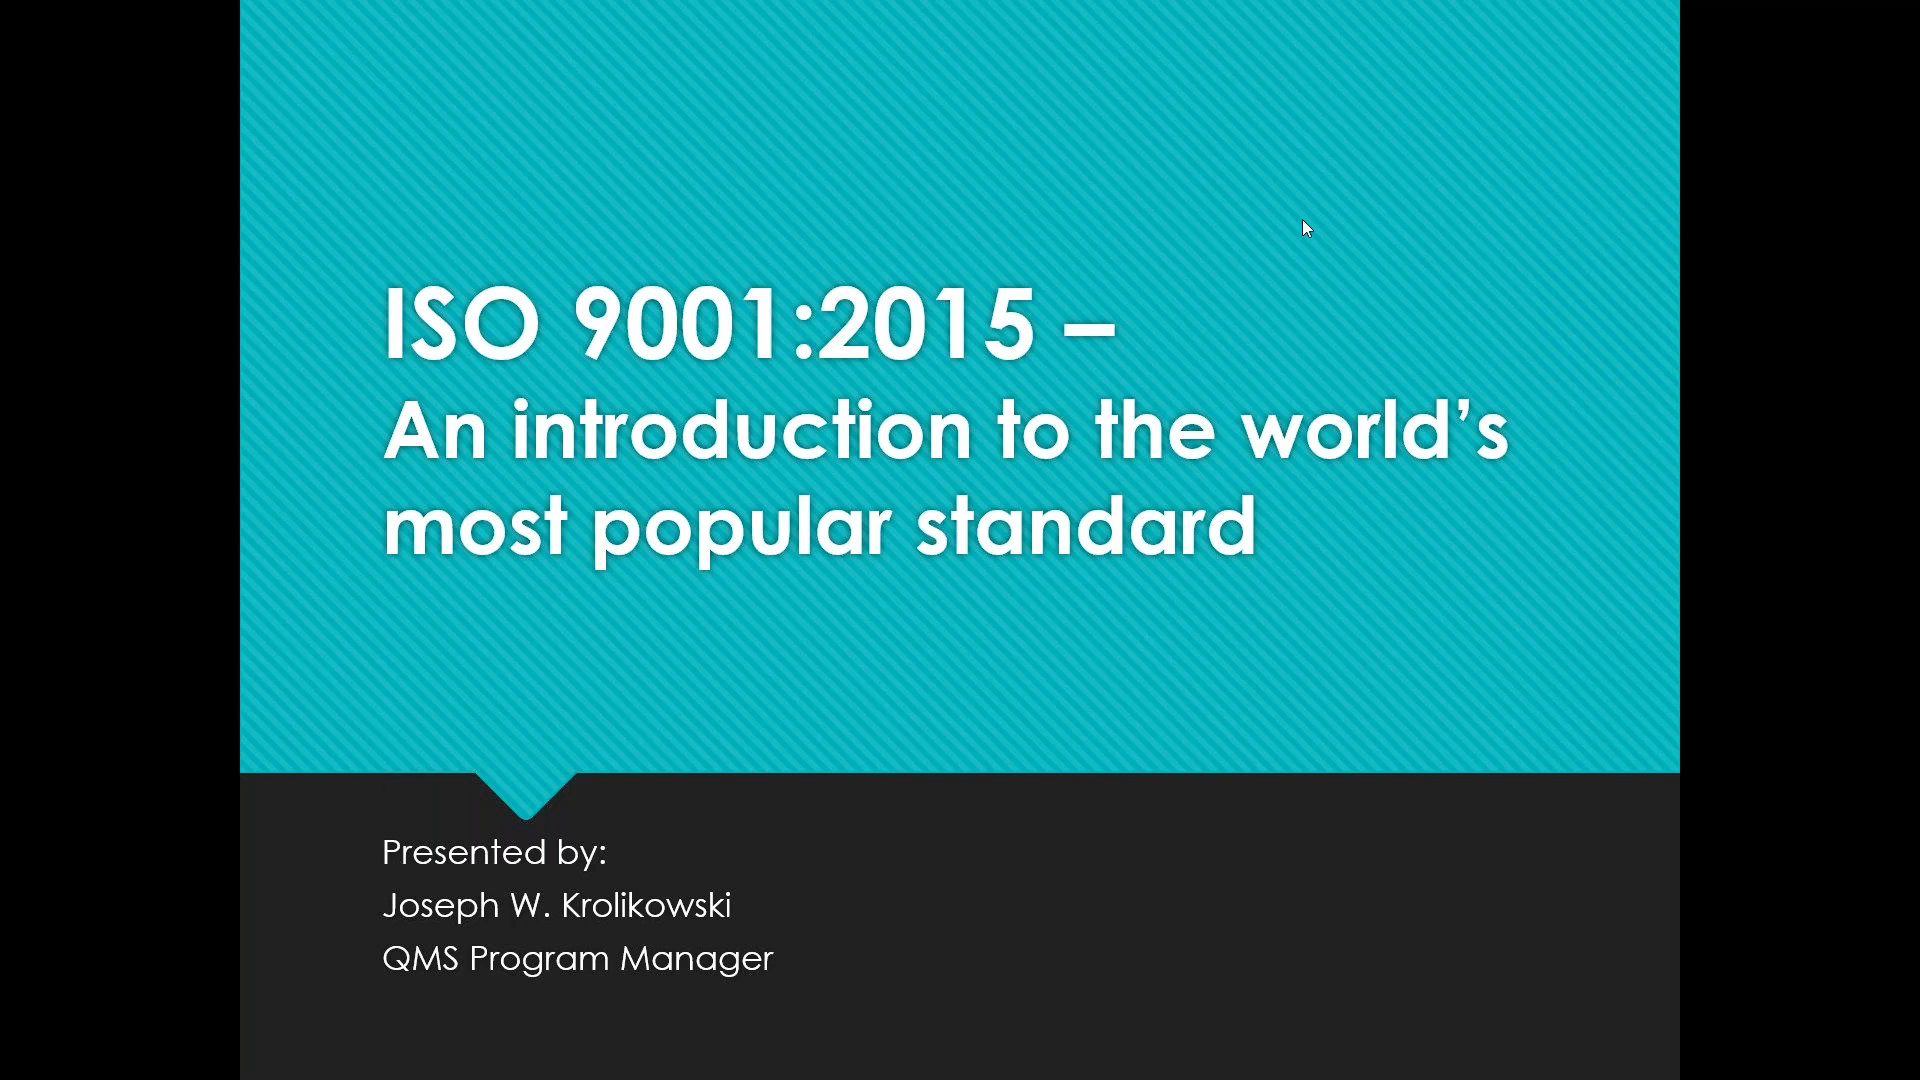 ISO 9001:2015 –
An introduction to the world’s
most popular standard
Presented by:
Joseph W. Krolikowski
QMS Program Manager